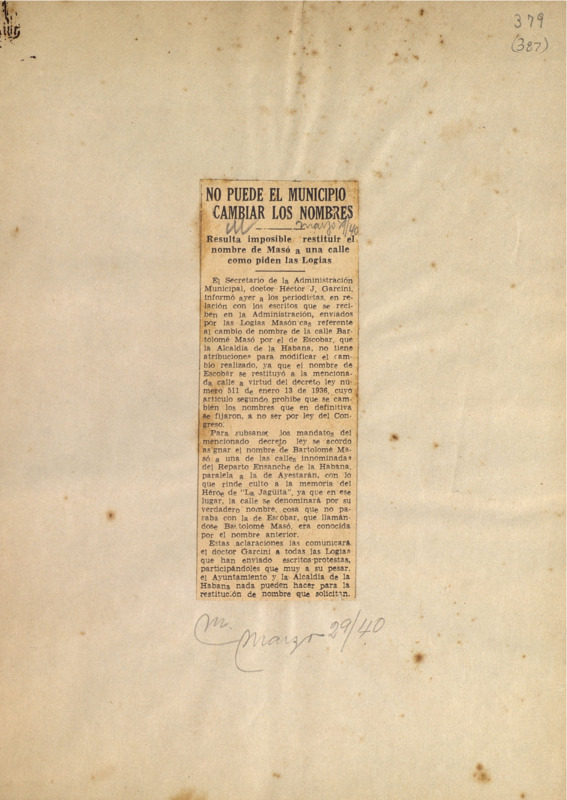 379
(387)
NO PUEDE EL MUNICIPIO
CAMBIAR LOS NOMBRES
M Marzo 29/40
Resulta imposible restituir el
nombre de Masó a una calle
como piden las Logias
El Secretario de la Administración
Municipal, doctor Héctor J. Garcini,
informó ayer a los periodistas, en re-
lación con los escritos que se reci-
ben en la Administración, enviados
por las Logias Masónicas referente
al cambio de nombre de la calle Bar-
tolomé Masó por el de Escobar, que
la Alcaldía de la Habana, no tiene
atribuciones para modificar el cam-
bio realizado, ya que el nombre de
Escobar se restituyó a la menciona-
da calle a virtud del decreto ley nú-
mero 511 de enero 13 de 1936, cuyo
artículo segundo prohibe que se cam-
bien los nombres que en definitiva
se fijaron, a no ser por ley del Con-
greso.
Para subsanar los mandatos del
mencionado decreto ley se acordo
asignar el nombre de Bartolomé Ma-
só a una de las calles innominadas
del Reparto Ensanche de la Habana,
paralela a la de Ayestarán, con lo
que rinde culto a la memoria del
Héroe de "La Jagüita", ya que en ese
lugar, la calle se denominará por su
verdadero nombre, cosa que no pa-
raba con la de Escobar, que llamán-
dose Bartolomé Masó, era conocida
por el nombre anterior.
Estas aclaraciones las comunicará
el doctor Garcini a todas las Logias
que han enviado escritos-protestas,
participándoles que muy a su pesar,
el Ayuntamiento y la Alcaldía de la
Habana nada pueden hacer para la
restitución de nombre que solicitan.
M. Marzo 29/40